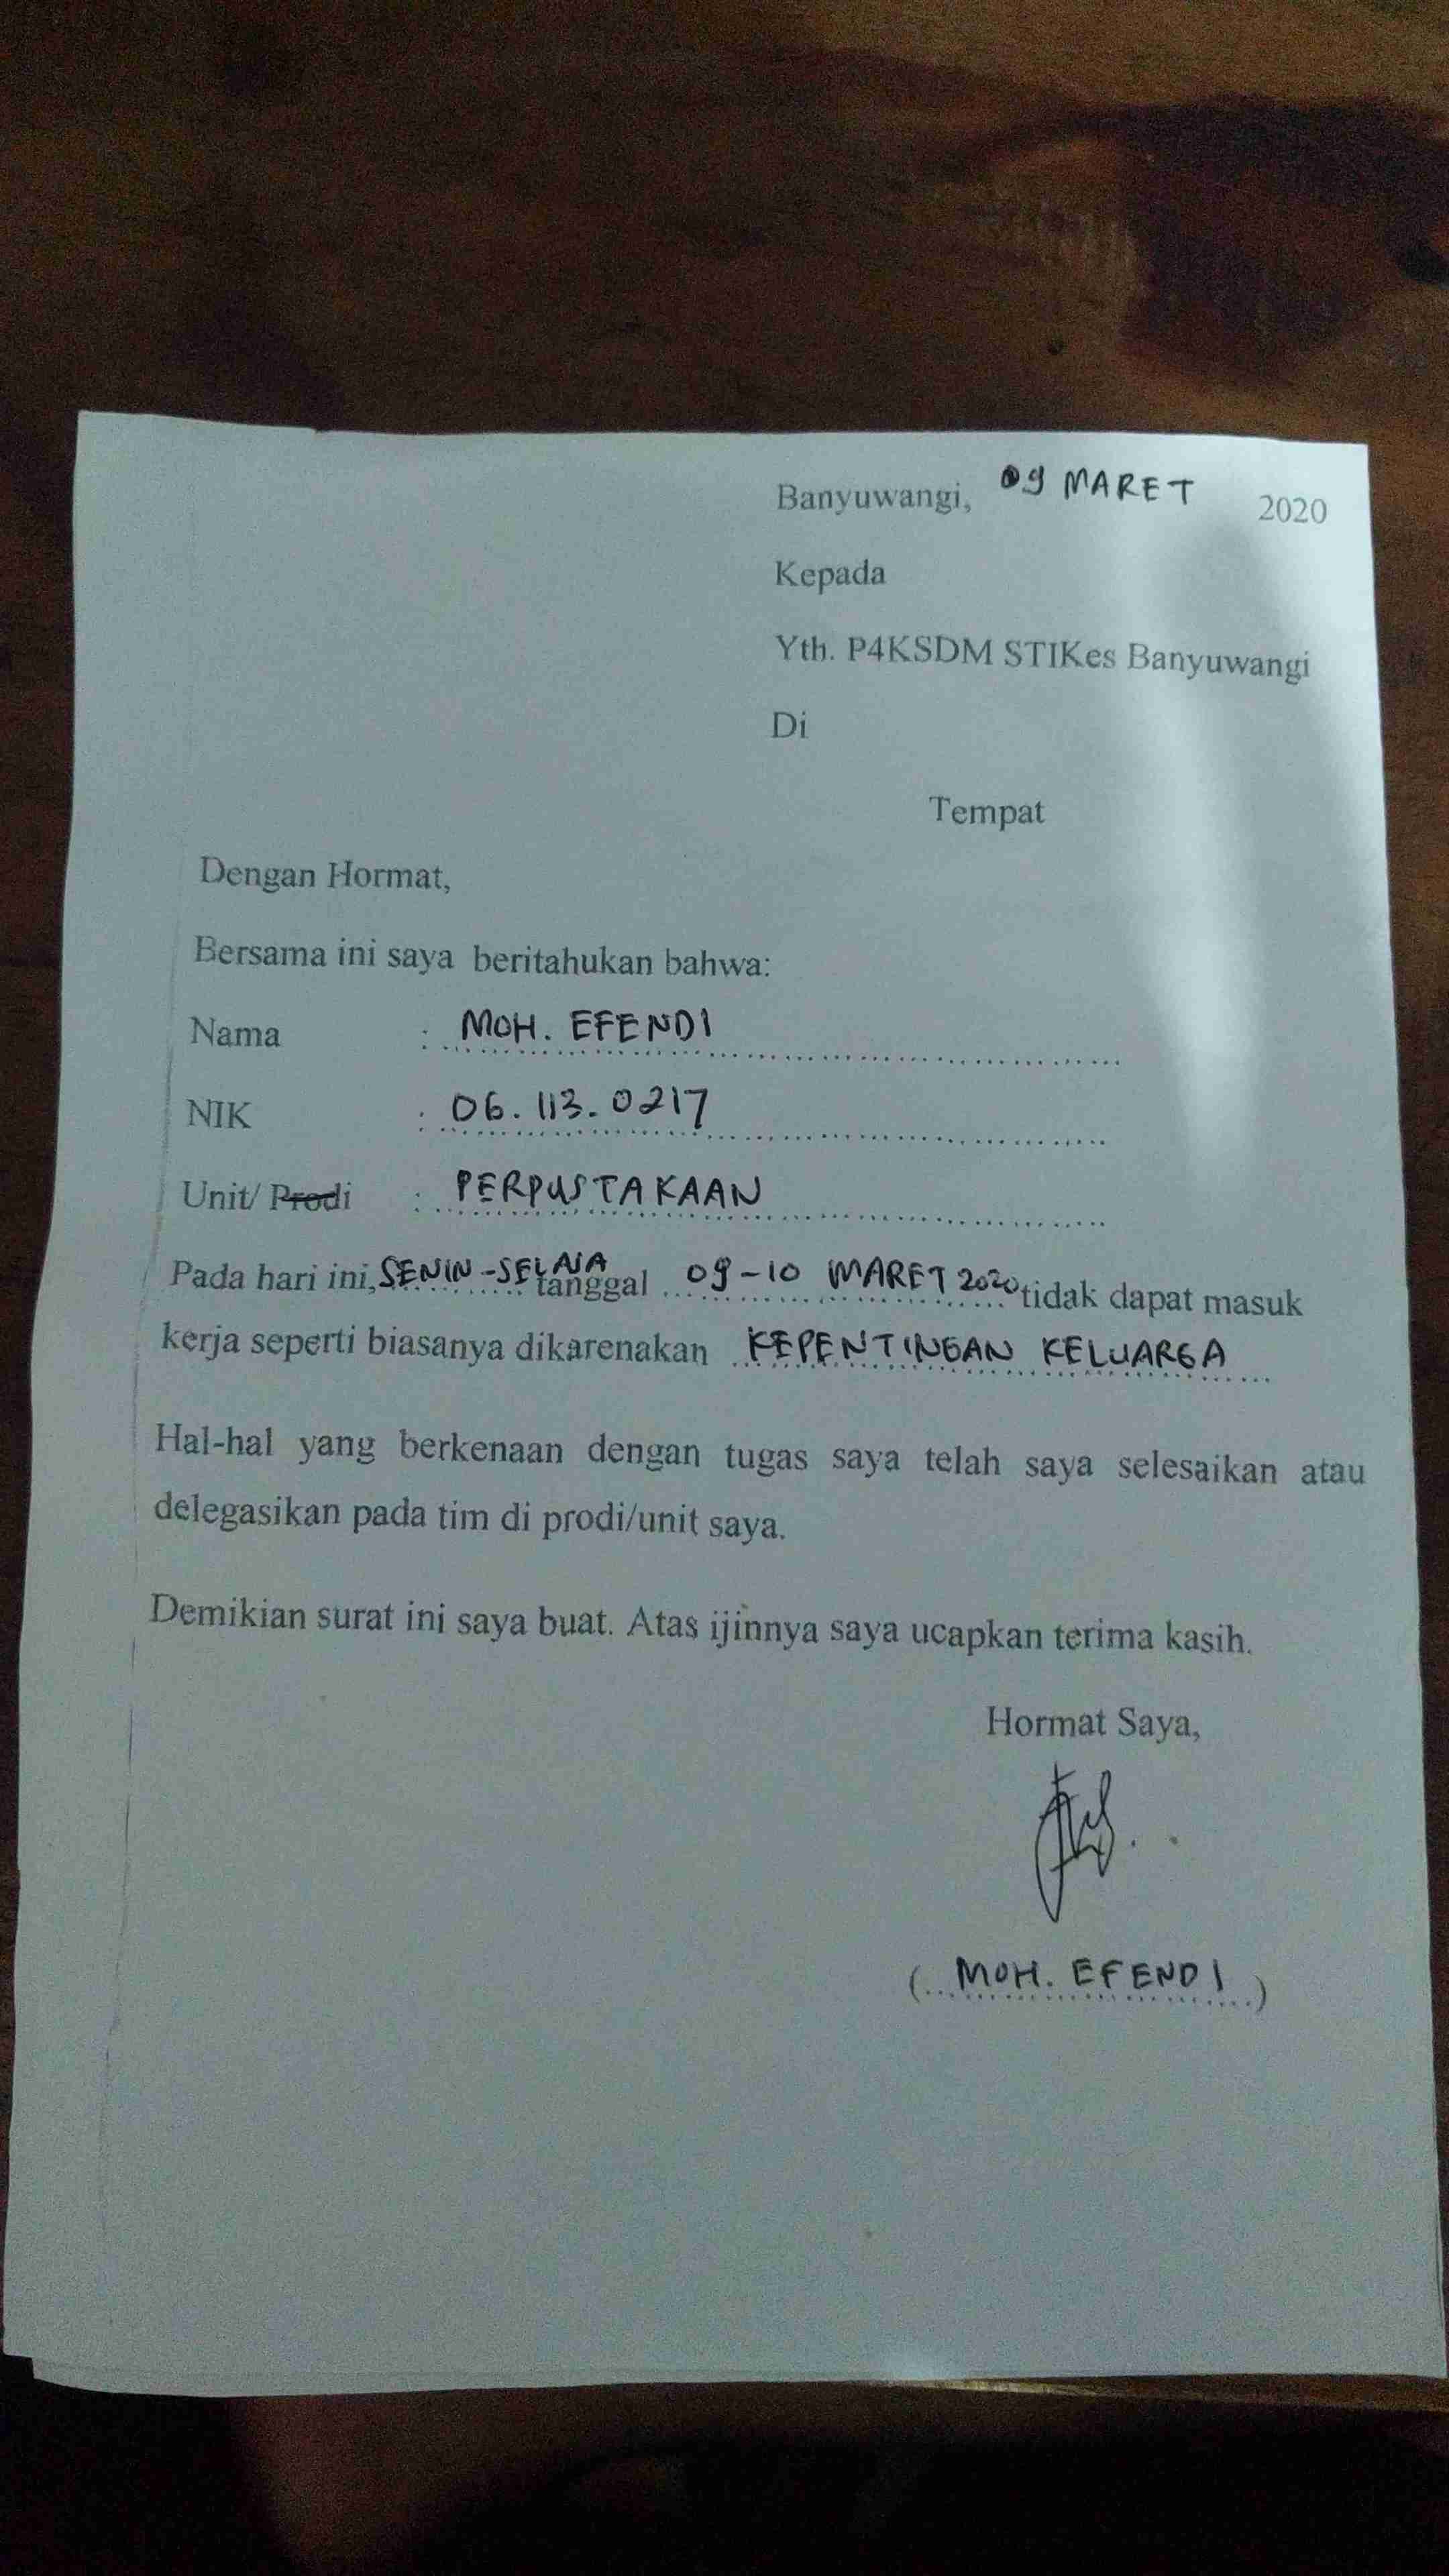 Banyuwangi, 09 MARET 2020
Kepada
Yth. P4KSDM STIKes Banyuwangi
Di
Tempat
Dengan Hormat,
Bersama ini saya beritahukan bahwa:
Nama : MOH. EFENDI
NIK : 06.113.0217
Unit/ Prodi : PERPUSTAKAAN
Pada hari ini, SENIN - SELASA tanggal 09-10 MARET 2020 tidak dapat masuk
kerja seperti biasanya dikarenakan KEPENTINGAN KELUARGA
Hal-hal yang berkenaan dengan tugas saya telah saya selesaikan atau
delegasikan pada tim di prodi/unit saya.
Demikian surat ini saya buat. Atas ijinnya saya ucapkan terima kasih.
Hormat Saya,
(MOH. EFENDI)